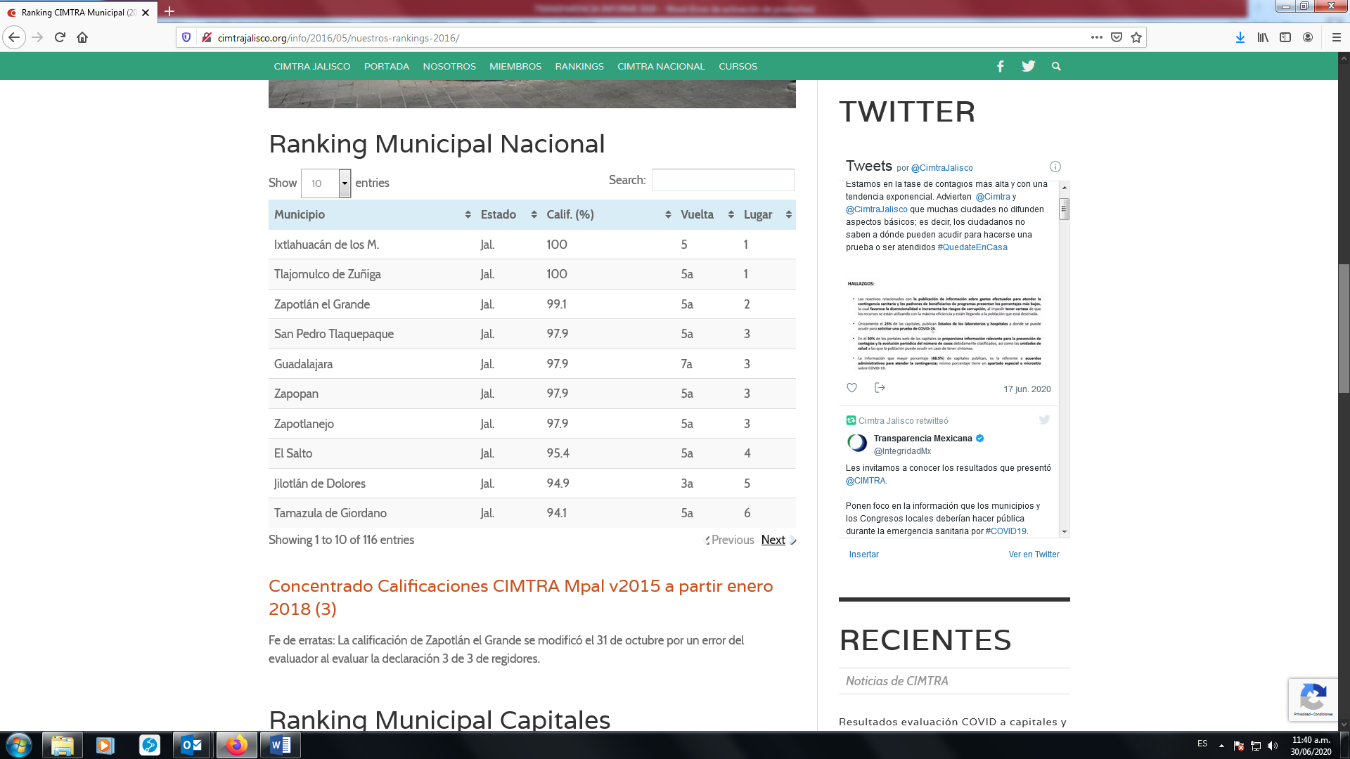 Ranking CIMTRA Municipal (20
cimtrajalisco.org/info/2016/05/nuestros-rankings-2016/
CIMTRA JALISCO PORTADA NOSOTROS MIEMBROS RANKINGS CIMTRA NACIONAL CURSOS
Ranking Municipal Nacional
Show 10 entries Search:
Municipio Estado Calif. (%) Vuelta Lugar
Ixtlahuacán de los M. Jal. 100 5 1
Tlajomulco de Zuñiga Jal. 100 5a 1
Zapotlán el Grande Jal. 99.1 5a 2
San Pedro Tlaquepaque Jal. 97.9 5a 3
Guadalajara Jal. 97.9 7a 3
Zapopan Jal. 97.9 5a 3
Zapotlanejo Jal. 97.9 5a 3
El Salto Jal. 95.4 5a 4
Jilotlán de Dolores Jal. 94.9 3a 5
Tamazula de Giordano Jal. 94.1 5a 6
Showing 1 to 10 of 116 entries Previous Next
Concentrado Calificaciones CIMTRA Mpal v2015 a partir enero
2018 (3)
Fe de erratas: La calificación de Zapotlán el Grande se modificó el 31 de octubre por un error del
evaluador al evaluar la declaración 3 de 3 de regidores.
Ranking Municipal Capitales
TWITTER
Tweets por @CimtraJalisco
Estamos en la fase de contagios más alta y con una
tendencia exponencial. Advierten @Cimtra y
@CimtraJalisco que muchas ciudades no difunden
aspectos básicos; es decir, los ciudadanos no
saben a dónde pueden acudir para hacerse una
prueba o ser atendidos #QuedateEnCasa
HALLAZGOS:
17 jun. 2020
Cimtra Jalisco retwitteó
Transparencia Mexicana
@IntegridadMx
Les invitamos a conocer los resultados que presentó
@CIMTRA.
Ponen foco en la información que los municipios y
los Congresos locales deberían hacer pública
durante la emergencia sanitaria por #COVID19.
Insertar Ver en Twitter
RECIENTES
Noticias de CIMTRA
Resultados evaluación COVID a capitales y
ES 11:40 a.m.
30/06/2020